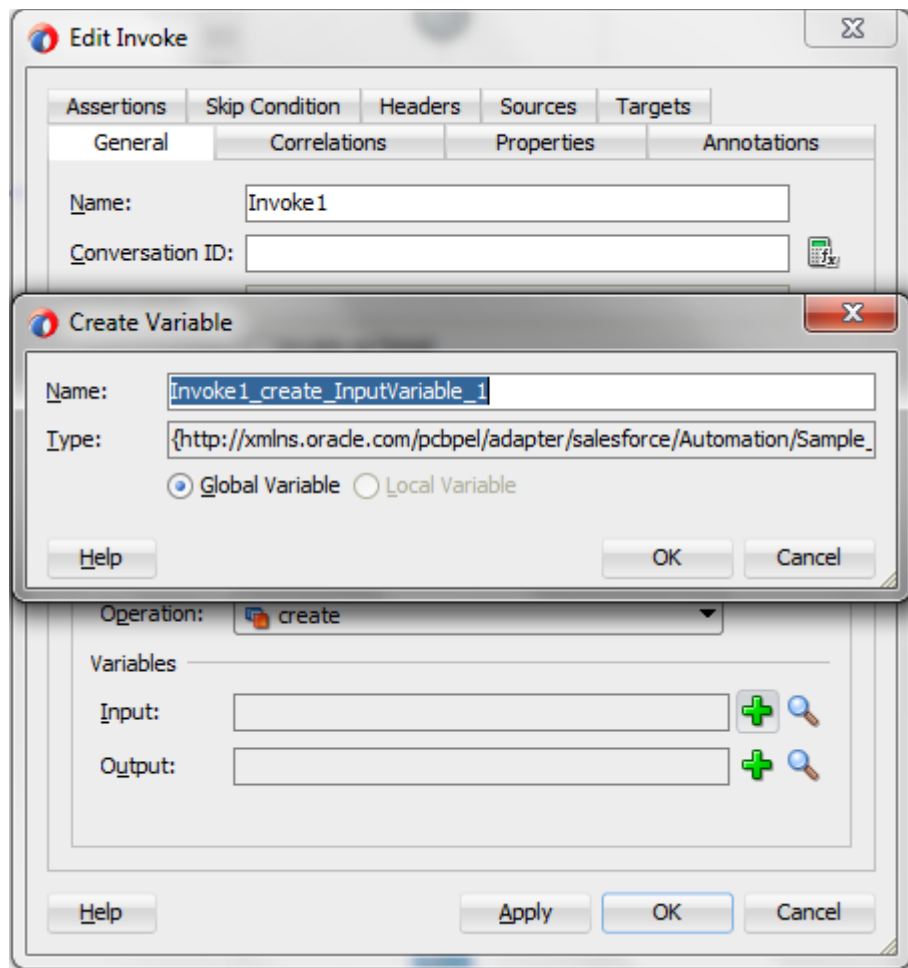 Edit Invoke
Assertions Skip Condition Headers Sources Targets
General Correlations Properties Annotations
Name: Invoke1
Conversation ID:
Create Variable
Name: Invoke1_create_InputVariable_1
Type: {http://xmlns.oracle.com/pcbpel/adapter/salesforce/Automation/Sample_
Global Variable Local Variable
Help OK Cancel
Operation: create
Variables
Input:
Output:
Help Apply OK Cancel